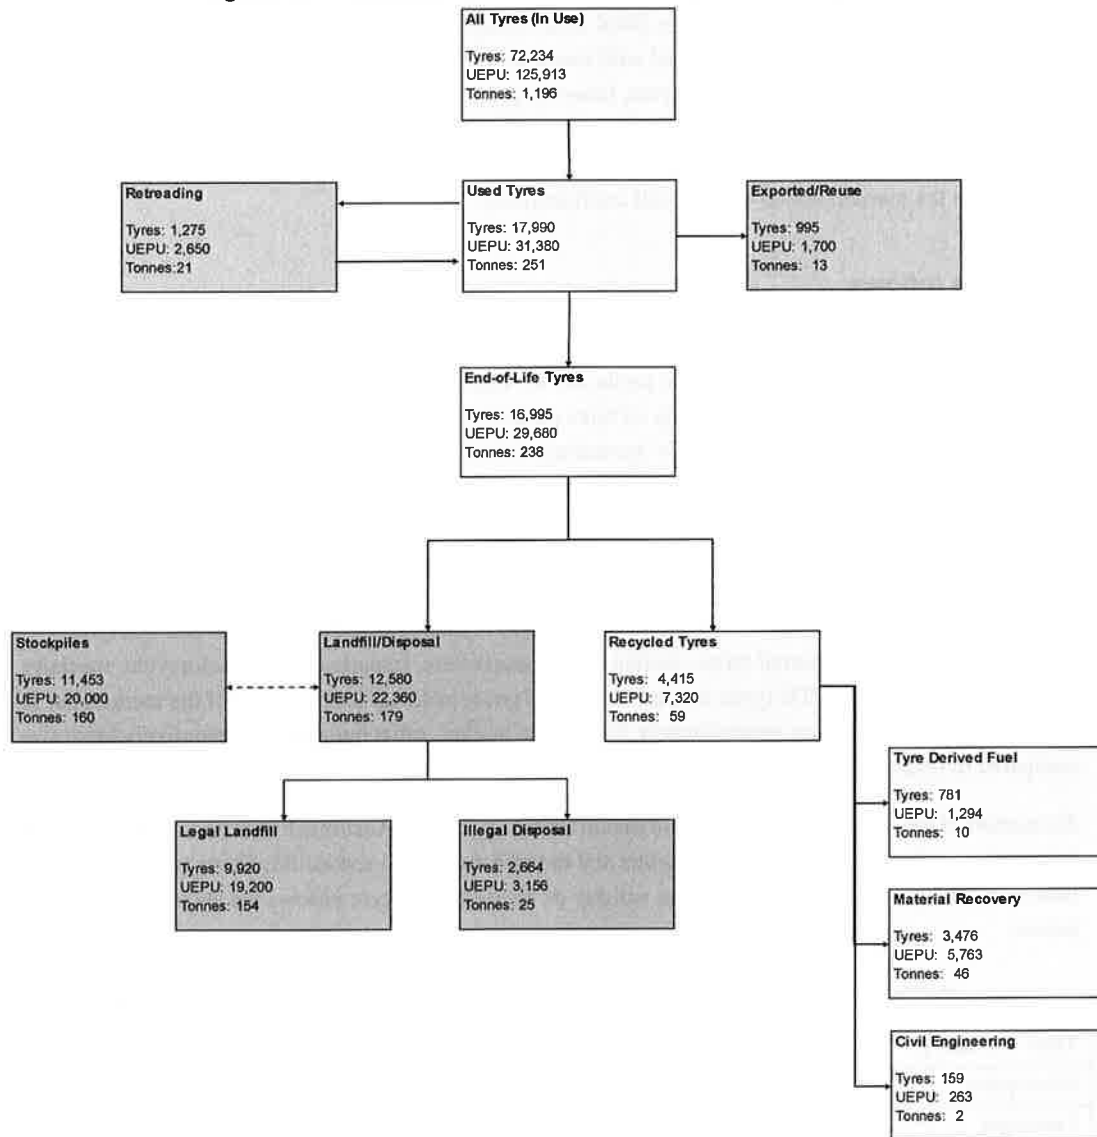 All Tyres (In Use)
Tyres: 72,234
UEPU: 125,913
Tonnes: 1,196
Retreading
Tyres: 1,275
UEPU: 2,650
Tonnes:21
Used Tyres
Tyres: 17,990
UEPU: 31,380
Tonnes: 251
Exported/Reuse
Tyres: 995
UEPU: 1,700
Tonnes: 13
End-of-Life Tyres
Tyres: 16,995
UEPU: 29,680
Tonnes: 238
Stockpiles
Tyres: 11,453
UEPU: 20,000
Tonnes: 160
Landfill/Disposal
Tyres: 12,580
UEPU: 22,360
Tonnes: 179
Recycled Tyres
Tyres: 4,415
UEPU: 7,320
Tonnes: 59
Tyre Derived Fuel
Tyres: 781
UEPU: 1,294
Tonnes: 10
Legal Landfill
Tyres: 9,920
UEPU: 19,200
Tonnes: 154
Illegal Disposal
Tyres: 2,664
UEPU: 3,156
Tonnes: 25
Material Recovery
Tyres: 3,476
UEPU: 5,763
Tonnes: 46
Civil Engineering
Tyres: 159
UEPU: 263
Tonnes: 2